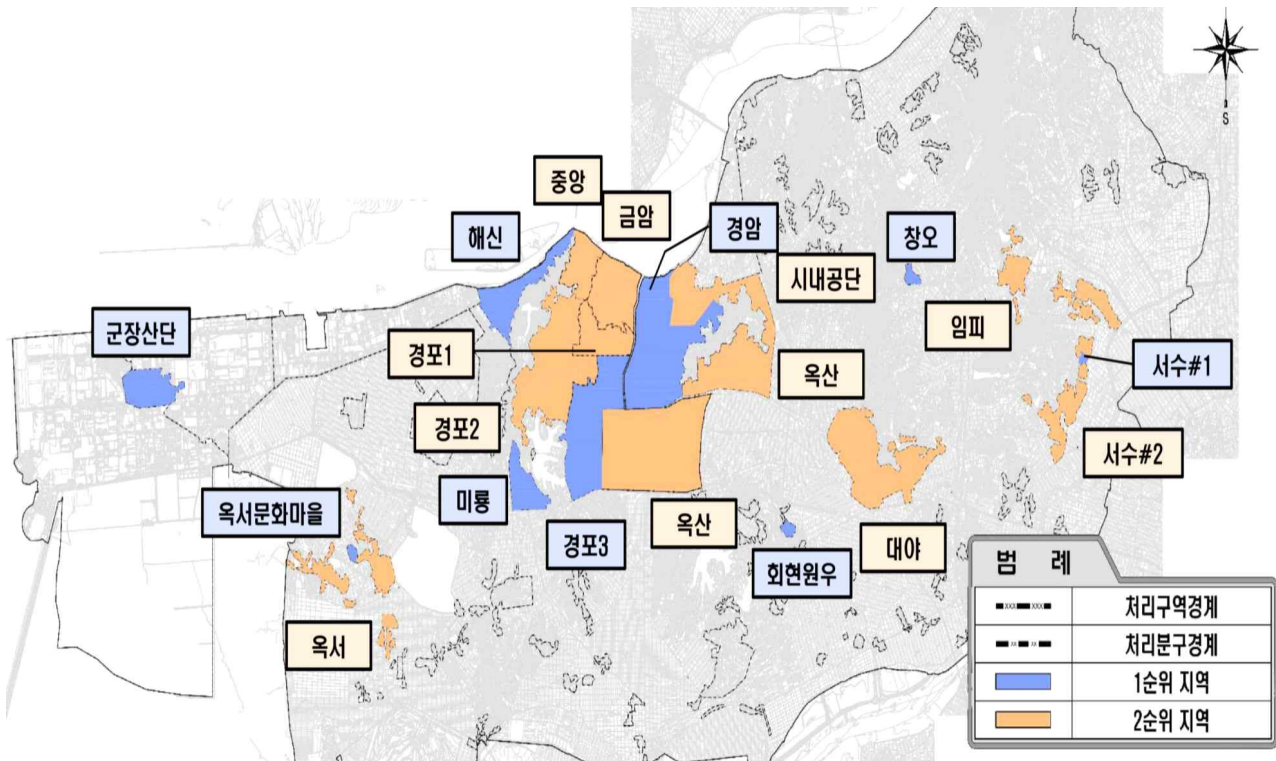 S
중앙
금암
해신
경암
창오
시내공단
군장산단
임피
경포1
서수#1
옥산
경포2
서수#2
미룡
옥서문화마을
옥산
대야
경포3
회현원우
옥서
범 례
처리구역경계
처리분구경계
1순위 지역
2순위 지역